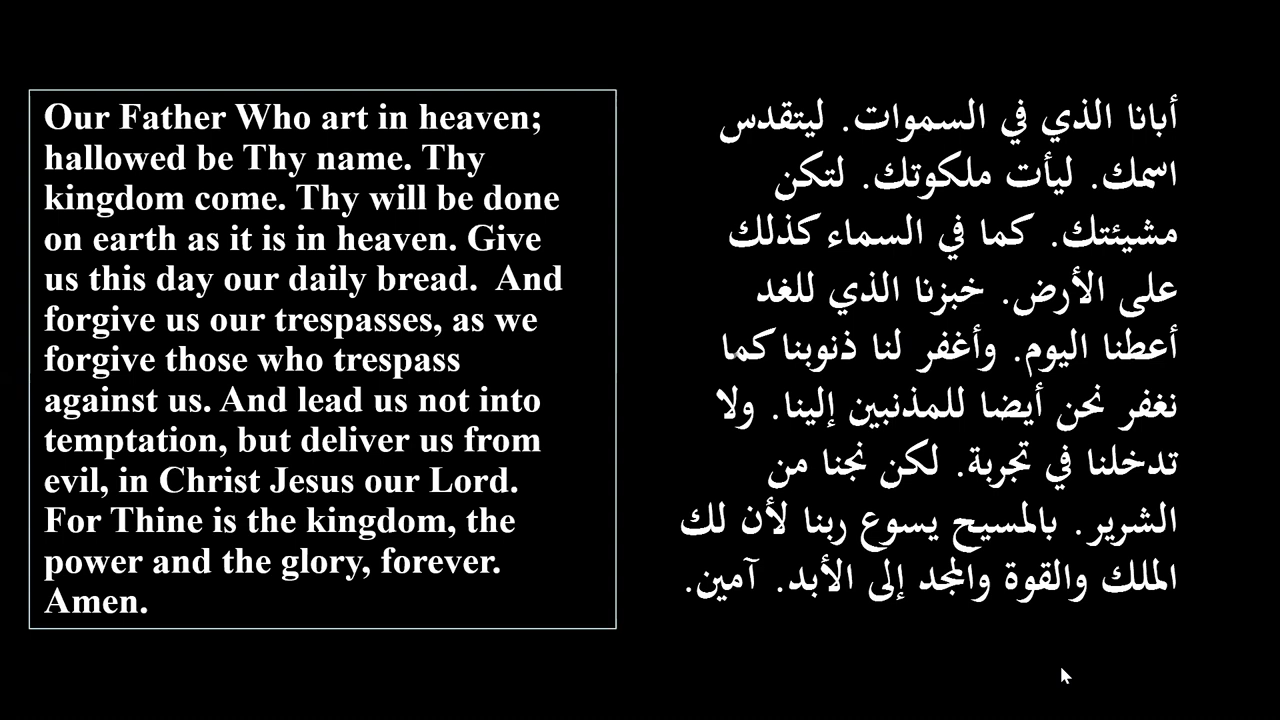 Our Father Who art in heaven;
hallowed be Thy name. Thy
kingdom come. Thy will be done
on earth as it is in heaven. Give
us this day our daily bread.  And
forgive us our trespasses, as we
forgive those who trespass
against us. And lead us not into
temptation, but deliver us from
evil, in Christ Jesus our Lord.
For Thine is the kingdom, the
power and the glory, forever.
Amen.
أبانا الذي في السموات. ليتقدس
اسمك. ليأت ملكوتك. لتكن
مشيئتك. كما في السماء كذلك
على الأرض. خبزنا الذي للغد
أعطنا اليوم. وأغفر لنا ذنوبنا كما
نغفر نحن أيضا للمذنبين إلينا. ولا
تدخلنا في تجربة. لكن نجنا من
الشرير. بالمسيح يسوع ربنا لأن لك
الملك والقوة والمجد إلى الأبد. آمين.